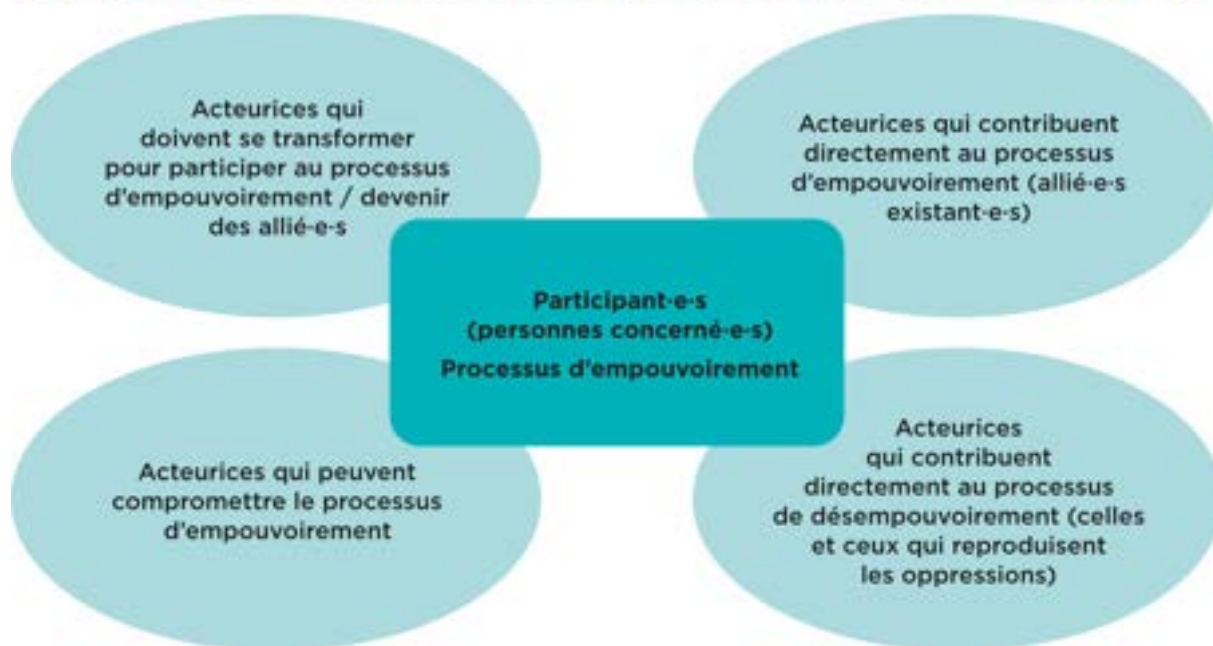 Acteurices qui
doivent se transformer
pour participer au processus
d'empouvoirement / devenir
des allié·e·s
Acteurices qui contribuent
directement au processus
d'empouvoirement (allié·e·s
existant·e·s)
Participant·e·s
(personnes concerné·e·s)
Processus d'empouvoirement
Acteurices qui peuvent
compromettre le processus
d'empouvoirement
Acteurices
qui contribuent
directement au processus
de désempouvoirement (celles
et ceux qui reproduisent
les oppressions)